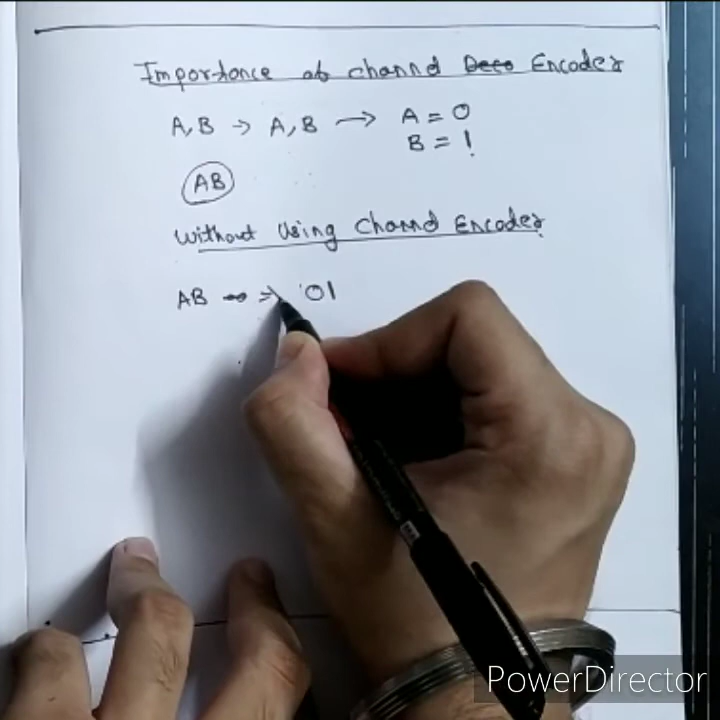 Importance of channel Deco Encoder
A,B → A,B → A = 0
B = 1
AB
Without Using Channel Encoder
AB → ⇒ 01
PowerDirector